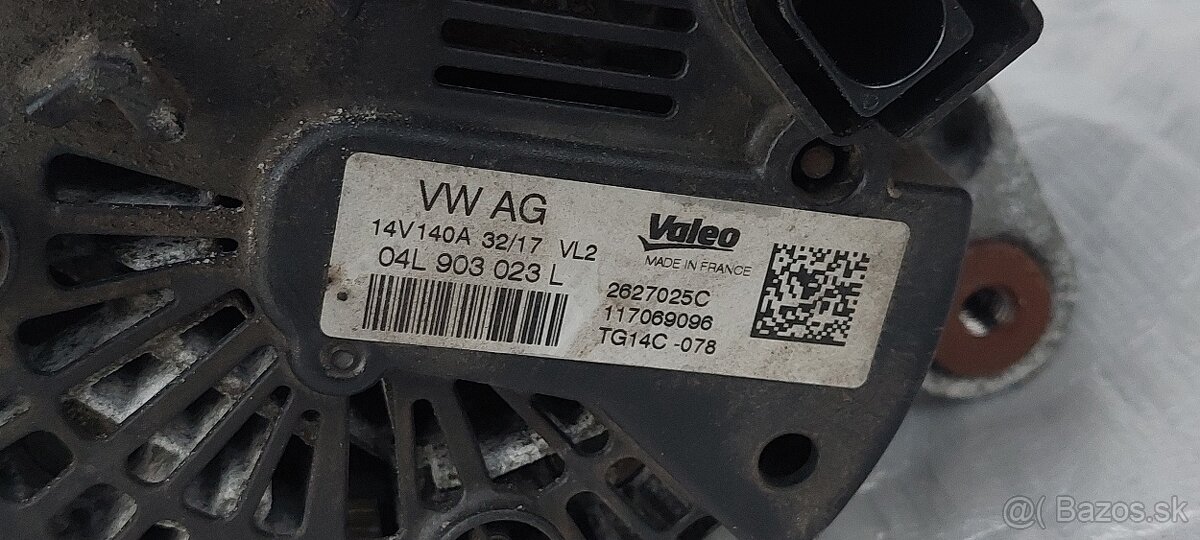 VW AG
14V140A 32/17 VL2
04L 903 023 L
Valeo
MADE IN FRANCE
2627025C
117069096
TG14C -078
@( Bazos.sk